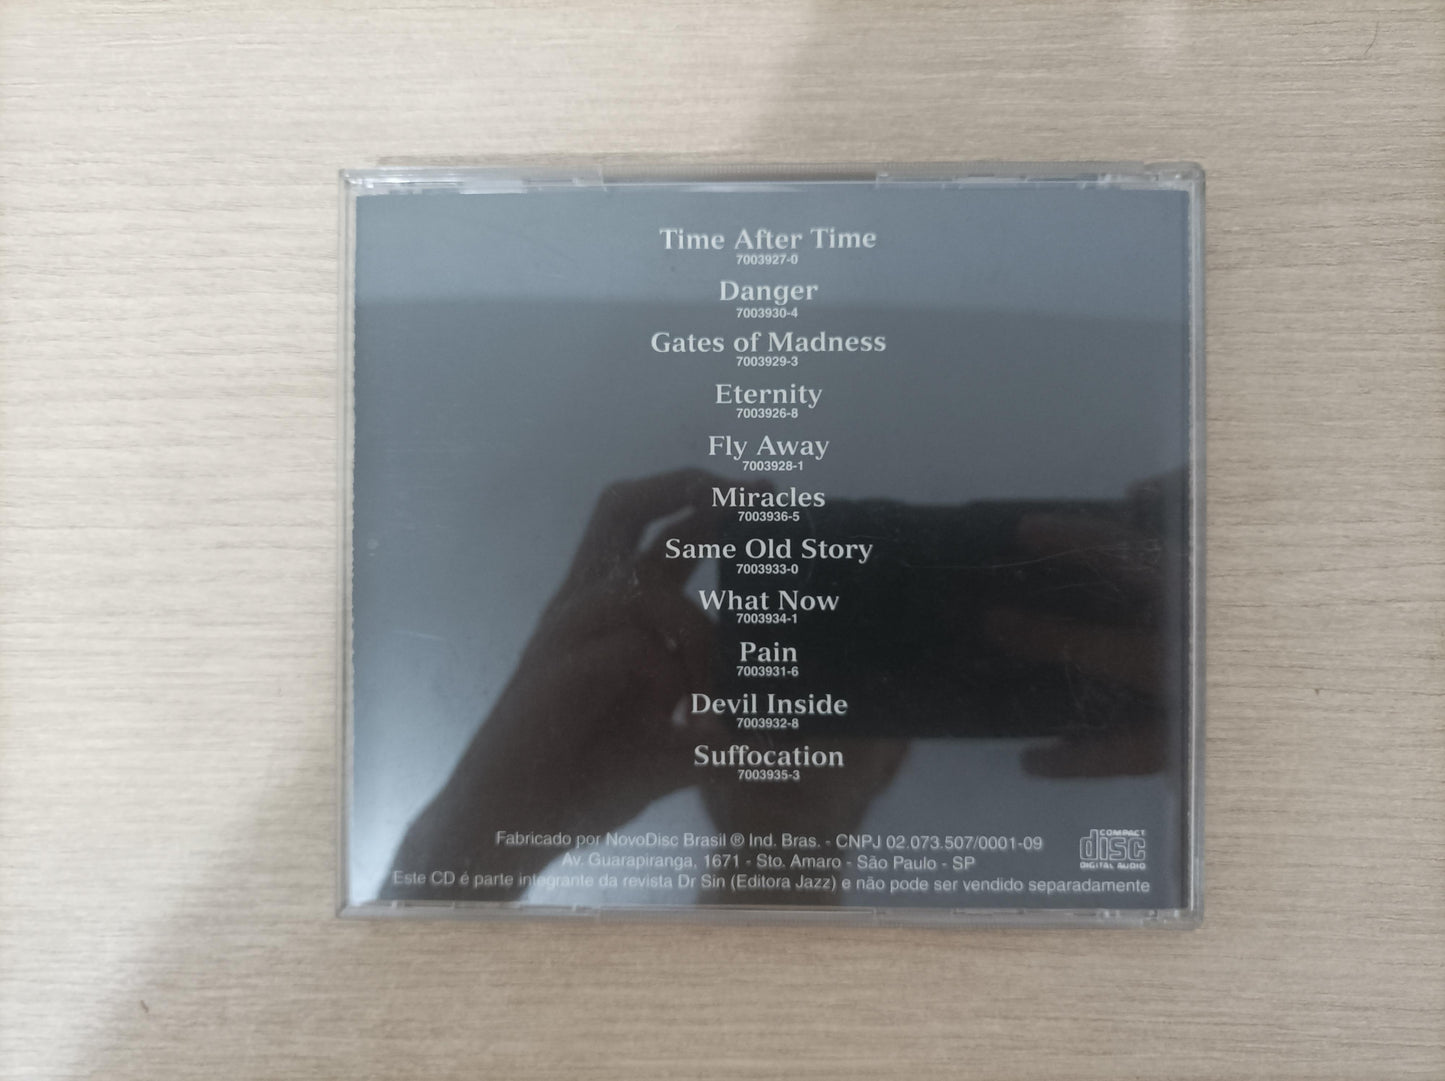 Time After Time
7003927-0
Danger
7003930-4
Gates of Madness
7003929-3
Eternity
7003926-8
Fly Away
7003928-1
Miracles
7003936-5
Same Old Story
7003933-0
What Now
7003934-1
Pain
7003931-6
Devil Inside
7003932-8
Suffocation
7003935-3
Fabricado por NovoDisc Brasil ® Ind. Bras. - CNPJ 02.073.507/0001-09
Av. Guarapiranga, 1671 - Sto. Amaro - São Paulo - SP
Este CD é parte integrante da revista Dr Sin (Editora Jazz) e não pode ser vendido separadamente
COMPACT
disc
DIGITAL AUDIO